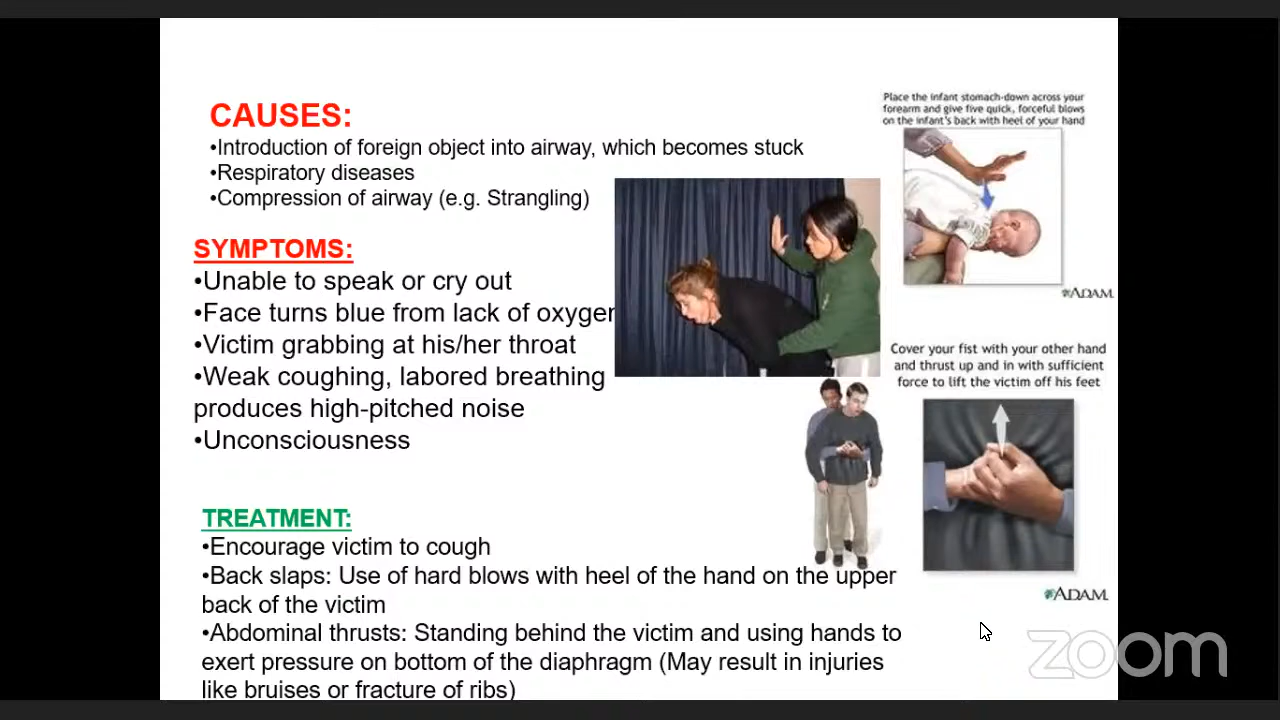 CAUSES:
•Introduction of foreign object into airway, which becomes stuck
•Respiratory diseases
•Compression of airway (e.g. Strangling)
SYMPTOMS:
•Unable to speak or cry out
•Face turns blue from lack of oxygen
•Victim grabbing at his/her throat
•Weak coughing, labored breathing
produces high-pitched noise
•Unconsciousness
TREATMENT:
•Encourage victim to cough
•Back slaps: Use of hard blows with heel of the hand on the upper
back of the victim
•Abdominal thrusts: Standing behind the victim and using hands to
exert pressure on bottom of the diaphragm (May result in injuries
like bruises or fracture of ribs)
Place the infant stomach-down across your
forearm and give five quick, forceful blows
on the infant's back with heel of your hand
ADAM.
Cover your fist with your other hand
and thrust up and in with sufficient
force to lift the victim off his feet
ADAM.
zoom